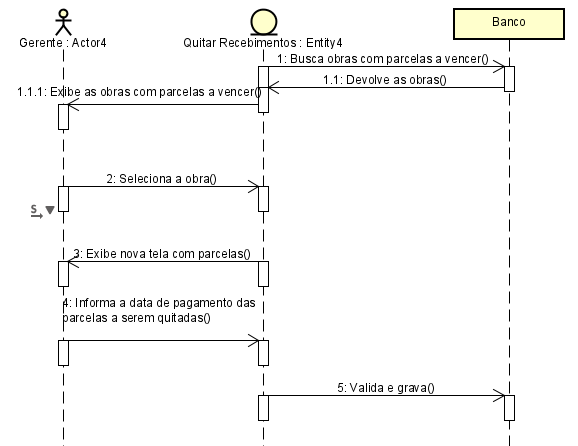 Banco
Gerente : Actor4
Quitar Recebimentos : Entity4
1: Busca obras com parcelas a vencer()
1.1: Devolve as obras()
1.1.1: Exibe as obras com parcelas a vencer()
2: Seleciona a obra()
S
3: Exibe nova tela com parcelas()
4: Informa a data de pagamento das
parcelas a serem quitadas()
5: Valida e grava()